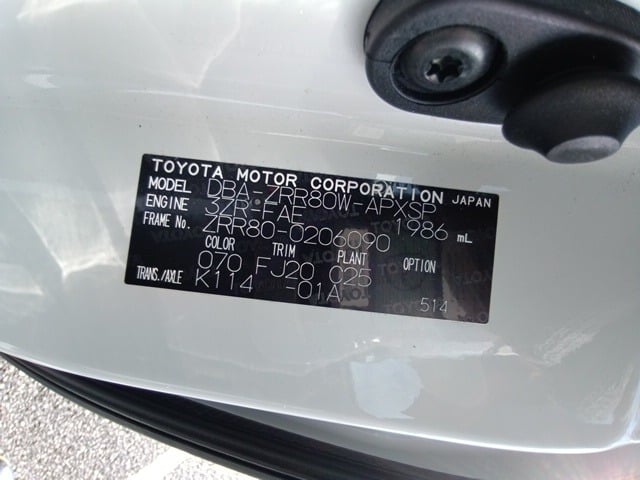 TOYOTA MOTOR CORPORATION JAPAN
MODEL DBA-ZRR80W-APXSP
ENGINE 3ZR-FAE 1986 mL
FRAME No. ZRR80-0206090
COLOR TRIM PLANT OPTION
070 FJ20 025
TRANS./AXLE K114 -01A 514